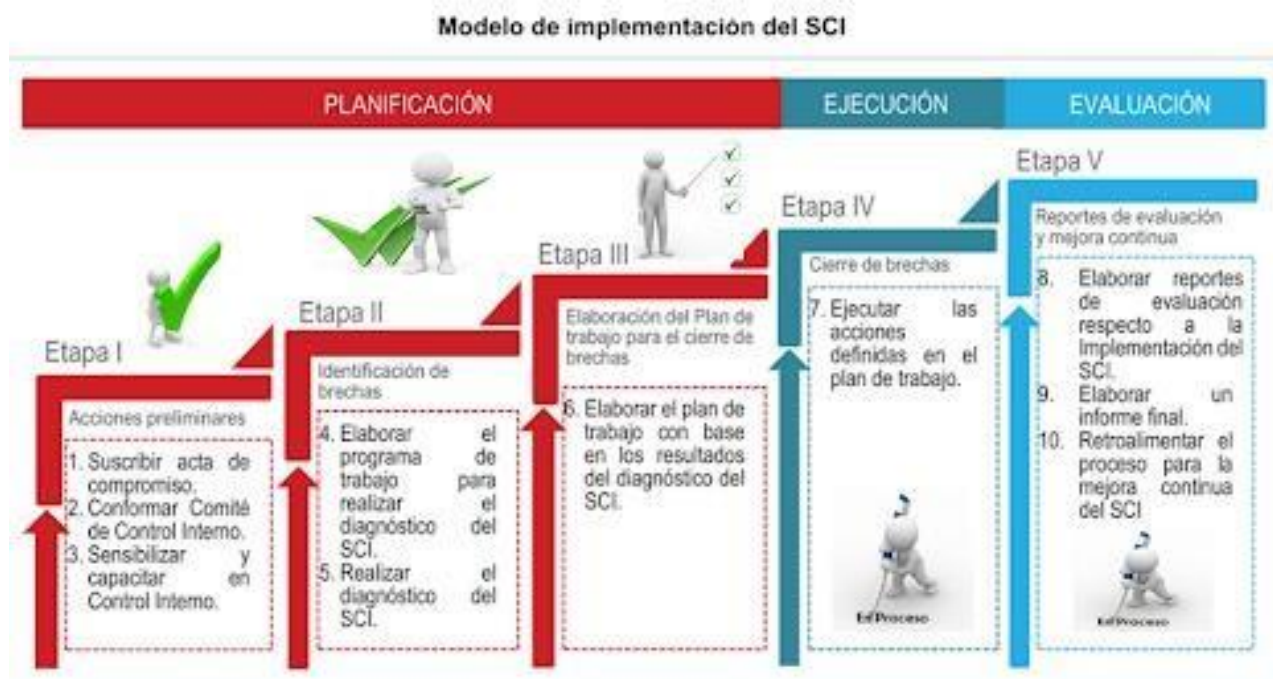 Modelo de implementación del SCI
PLANIFICACIÓN
EJECUCIÓN
EVALUACIÓN
Etapa I
Acciones preliminares
1. Suscribir acta de
compromiso.
2. Conformar Comité
de Control Interno.
3. Sensibilizar y
capacitar en
Control Interno.
Etapa II
Identificación de
brechas
4. Elaborar el
programa de
trabajo para
realizar el
diagnóstico del
SCI.
5. Realizar el
diagnóstico del
SCI.
Etapa III
Elaboración del Plan de
trabajo para el cierre de
brechas
6. Elaborar el plan de
trabajo con base
en los resultados
del diagnóstico del
SCI.
Etapa IV
Cierre de brechas
7. Ejecutar las
acciones
definidas en el
plan de trabajo.
En Proceso
Etapa V
Reportes de evaluación
y mejora continua
8. Elaborar reportes
de evaluación
respecto a la
Implementación del
SCI.
9. Elaborar un
informe final.
10. Retroalimentar el
proceso para la
mejora continua
del SCI
En Proceso